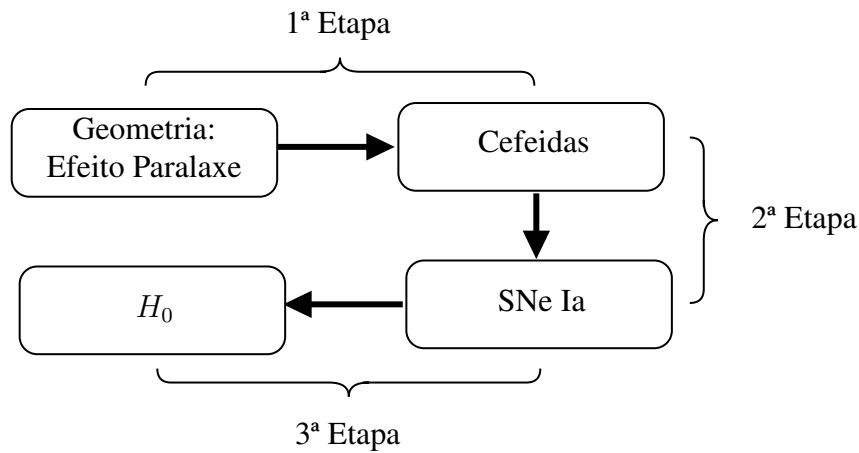 1ª Etapa
Geometria:
Efeito Paralaxe
Cefeidas
2ª Etapa
H₀
SNe Ia
3ª Etapa